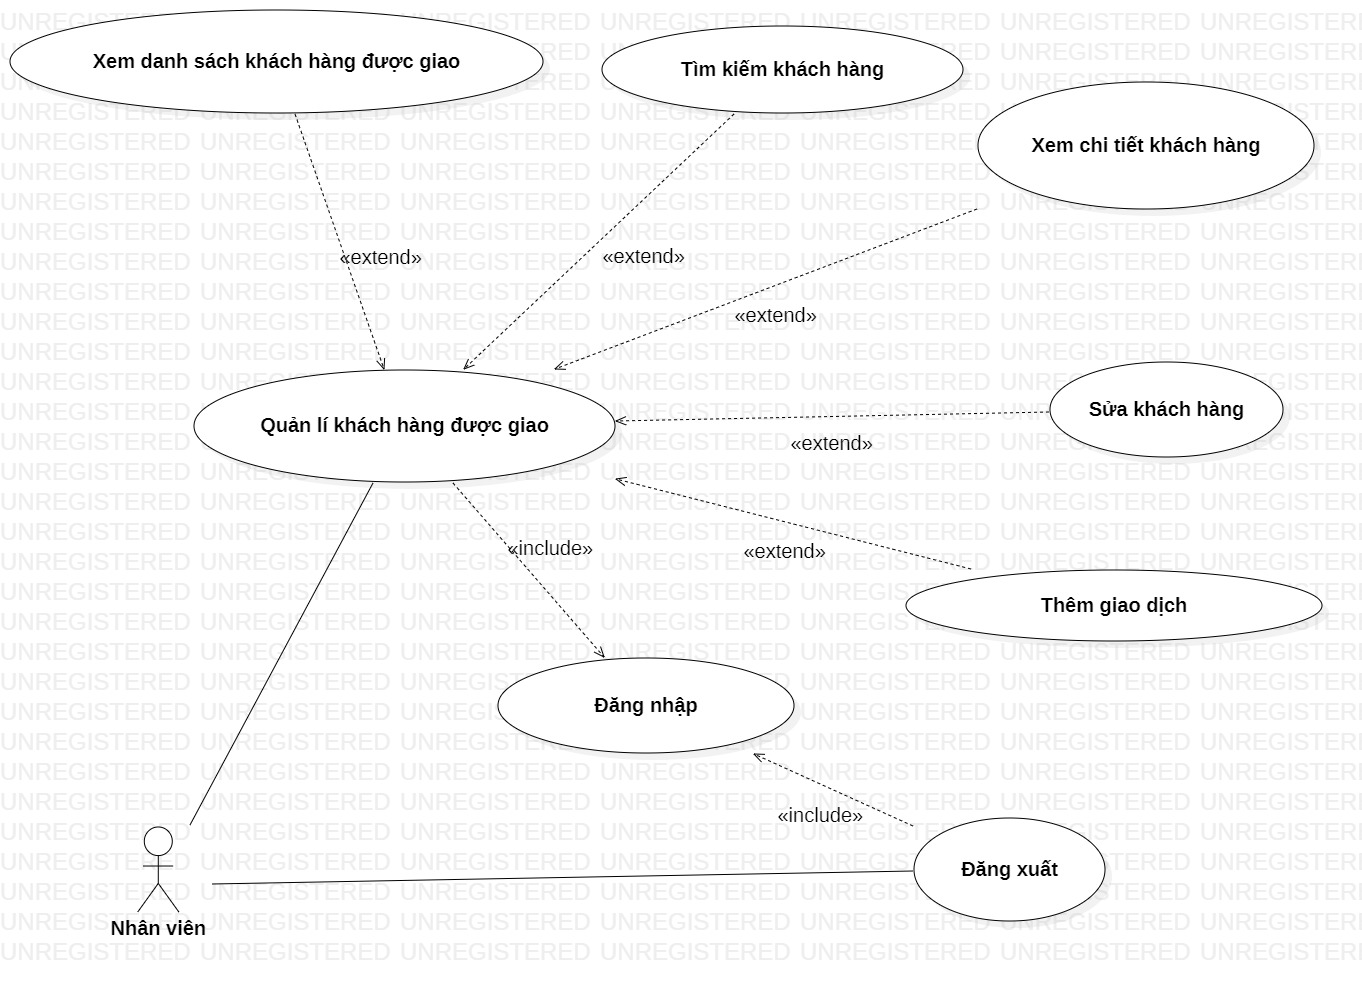 Xem danh sách khách hàng được giao
Tìm kiếm khách hàng
Xem chi tiết khách hàng
«extend»
«extend»
«extend»
Quản lí khách hàng được giao
Sửa khách hàng
«extend»
«include»
«extend»
Thêm giao dịch
Đăng nhập
«include»
Đăng xuất
Nhân viên
UNREGISTERED